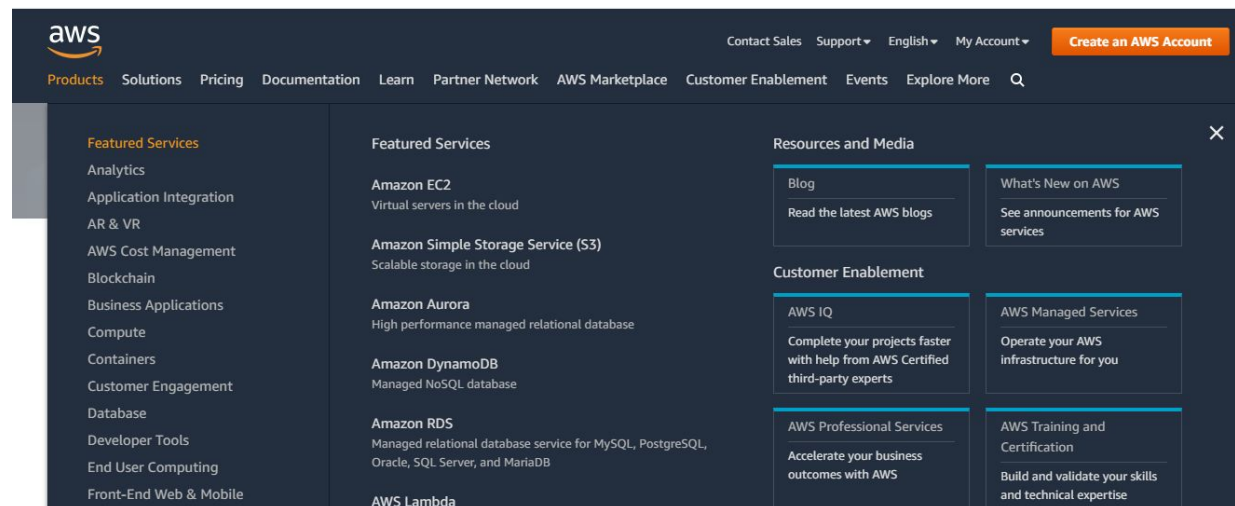 aws
Contact Sales Support English My Account Create an AWS Account
Products Solutions Pricing Documentation Learn Partner Network AWS Marketplace Customer Enablement Events Explore More
Featured Services
Analytics
Application Integration
AR & VR
AWS Cost Management
Blockchain
Business Applications
Compute
Containers
Customer Engagement
Database
Developer Tools
End User Computing
Front-End Web & Mobile
Featured Services
Amazon EC2
Virtual servers in the cloud
Amazon Simple Storage Service (S3)
Scalable storage in the cloud
Amazon Aurora
High performance managed relational database
Amazon DynamoDB
Managed NoSQL database
Amazon RDS
Managed relational database service for MySQL, PostgreSQL,
Oracle, SQL Server, and MariaDB
AWS Lambda
Resources and Media
Blog
Read the latest AWS blogs
What's New on AWS
See announcements for AWS
services
Customer Enablement
AWS IQ
Complete your projects faster
with help from AWS Certified
third-party experts
AWS Managed Services
Operate your AWS
infrastructure for you
AWS Professional Services
Accelerate your business
outcomes with AWS
AWS Training and
Certification
Build and validate your skills
and technical expertise